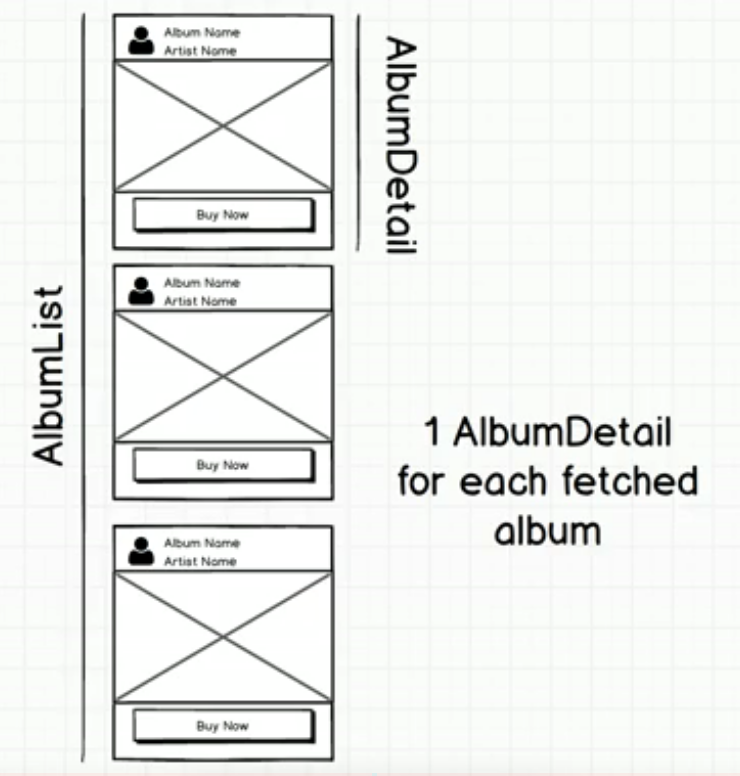 AlbumList
Album Name
Artist Name
Buy Now
AlbumDetail
Album Name
Artist Name
Buy Now
1 AlbumDetail
for each fetched
album
Album Name
Artist Name
Buy Now